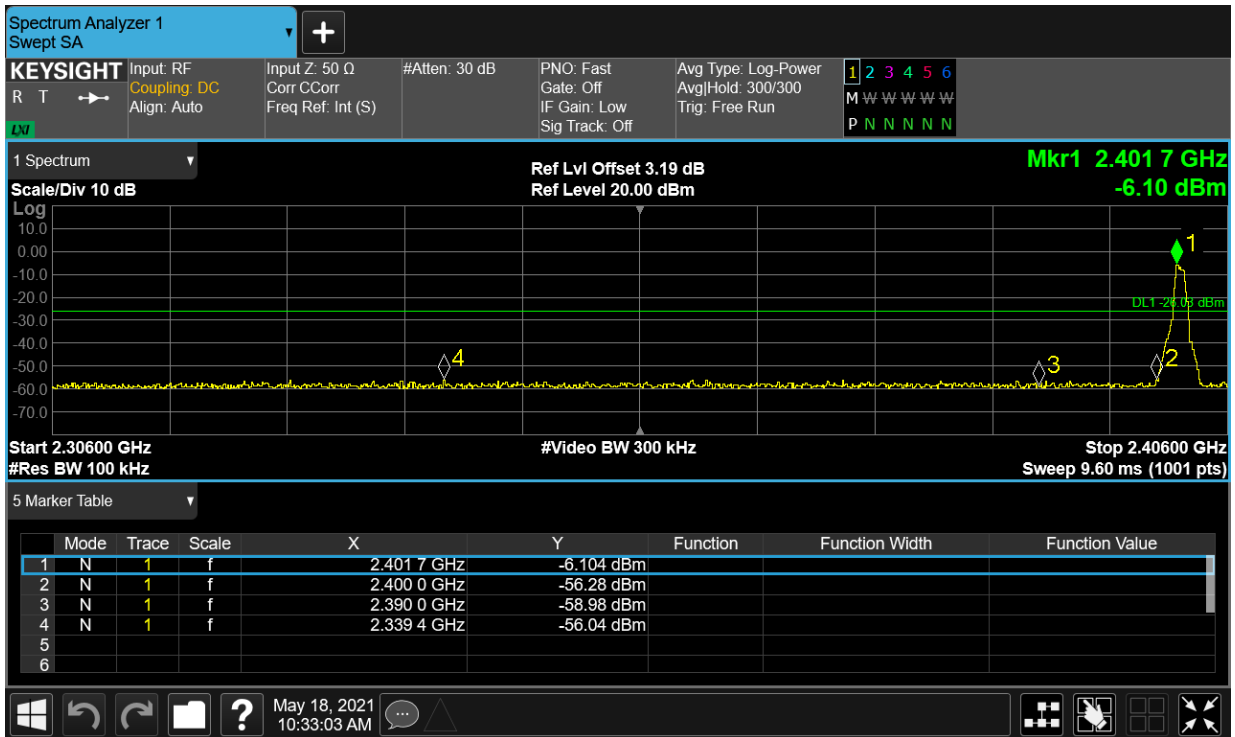 Spectrum Analyzer 1
Swept SA
KEYSIGHT
R T
LXI
Input: RF
Coupling: DC
Align: Auto
Input Z: 50 Ω
Corr CCorr
Freq Ref: Int (S)
#Atten: 30 dB
PNO: Fast
Gate: Off
IF Gain: Low
Sig Track: Off
Avg Type: Log-Power
Avg|Hold: 300/300
Trig: Free Run
1 2 3 4 5 6
M W W W W W
P N N N N N
1 Spectrum
Scale/Div 10 dB
Ref Lvl Offset 3.19 dB
Ref Level 20.00 dBm
Mkr1 2.401 7 GHz
-6.10 dBm
Log
10.0
0.00
-10.0
-20.0
-30.0
-40.0
-50.0
-60.0
-70.0
1
DL1 -26.03 dBm
4
3
2
Start 2.30600 GHz
#Res BW 100 kHz
#Video BW 300 kHz
Stop 2.40600 GHz
Sweep 9.60 ms (1001 pts)
5 Marker Table
Mode Trace Scale X Y Function Function Width Function Value
1 N 1 f 2.401 7 GHz -6.104 dBm
2 N 1 f 2.400 0 GHz -56.28 dBm
3 N 1 f 2.390 0 GHz -58.98 dBm
4 N 1 f 2.339 4 GHz -56.04 dBm
5
6
?
May 18, 2021
10:33:03 AM